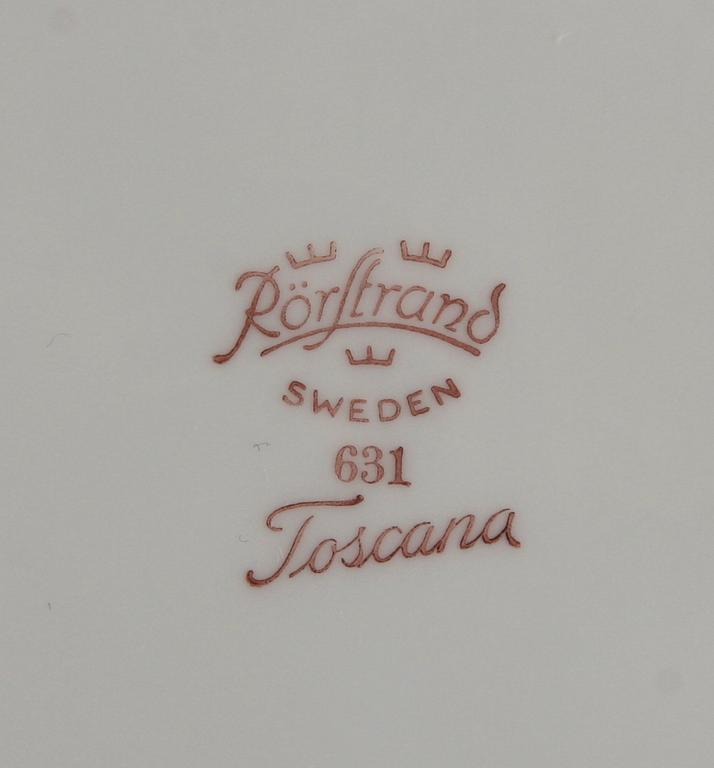 Rörstrand
SWEDEN
631
Toscana